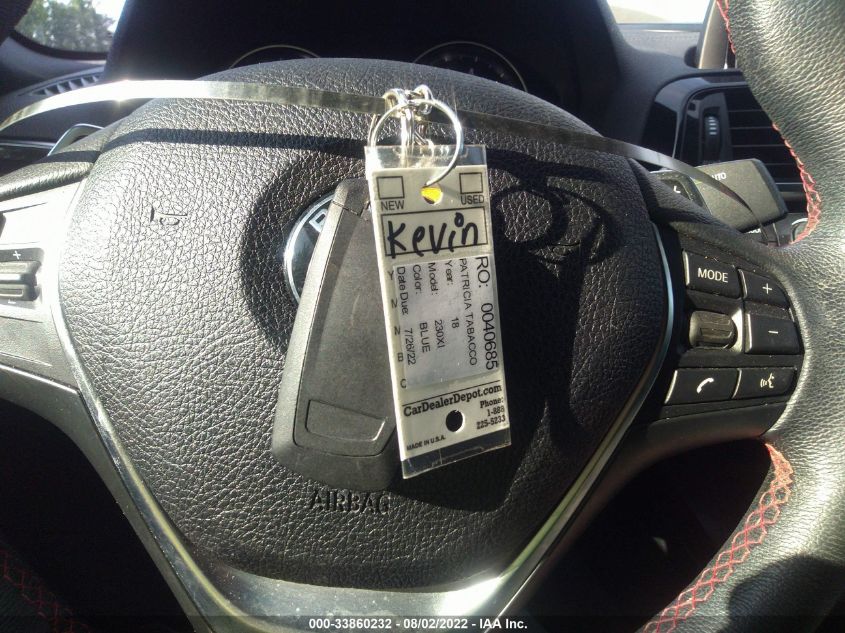 NEW
USED
Kevin
RO: 0040685
PATRICIA TABACCO
Year: 18
Model: 230XI
Color: BLUE
Date Due: 7/26/22
CarDealerDepot.com
Phone:
1-888
225-5233
MADE IN U.S.A.
AUTO
MODE
+
−
+
AIRBAG
000-33860232 — 08/02/2022 — IAA Inc.